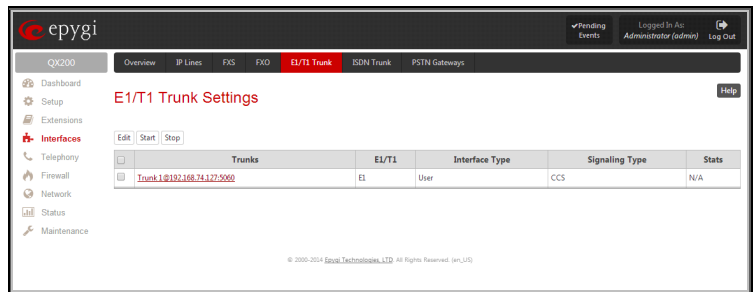 epygi
Pending Events
Logged In As:
Administrator (admin)
Log Out
QX200
Overview IP Lines FXS FXO E1/T1 Trunk ISDN Trunk PSTN Gateways
Dashboard
Setup
Extensions
Interfaces
Telephony
Firewall
Network
Status
Maintenance
E1/T1 Trunk Settings
Help
Edit Start Stop
Trunks E1/T1 Interface Type Signaling Type Stats
Trunk 1@192.168.74.127:5060 E1 User CCS N/A
© 2000-2014 Epygi Technologies, LTD. All Rights Reserved. (en_US)